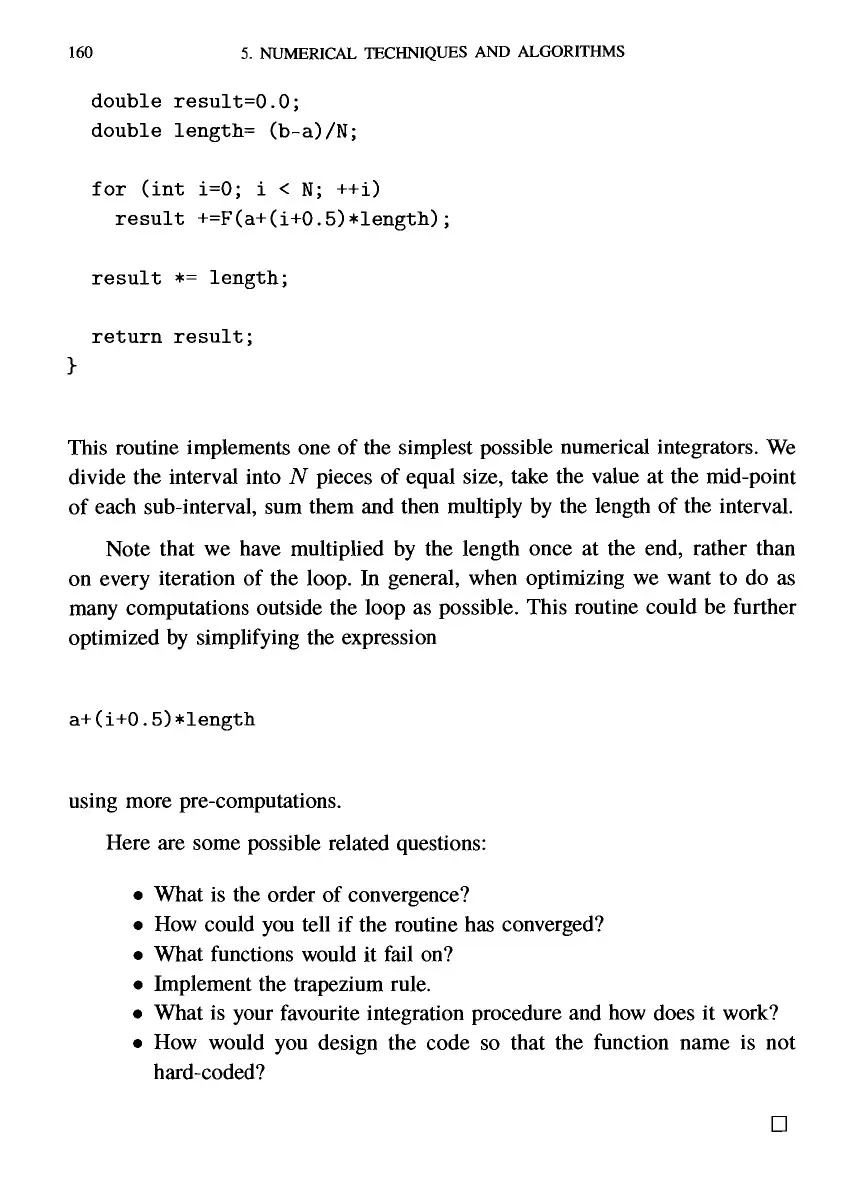 160 5. NUMERICAL TECHNIQUES AND ALGORITHMS
double result=0.0;
double length= (b-a)/N;
for (int i=0; i < N; ++i)
result +=F(a+(i+0.5)*length);
result *= length;
return result;
}
This routine implements one of the simplest possible numerical integrators. We
divide the interval into N pieces of equal size, take the value at the mid-point
of each sub-interval, sum them and then multiply by the length of the interval.
Note that we have multiplied by the length once at the end, rather than
on every iteration of the loop. In general, when optimizing we want to do as
many computations outside the loop as possible. This routine could be further
optimized by simplifying the expression
a+(i+0.5)*length
using more pre-computations.
Here are some possible related questions:
• What is the order of convergence?
• How could you tell if the routine has converged?
• What functions would it fail on?
• Implement the trapezium rule.
• What is your favourite integration procedure and how does it work?
• How would you design the code so that the function name is not
hard-coded?
□